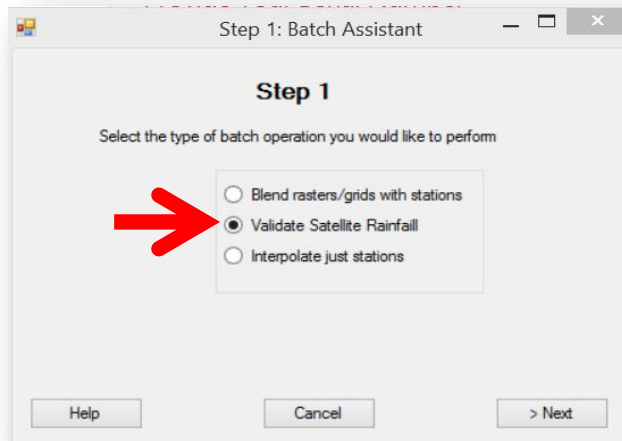 Step 1: Batch Assistant
Step 1
Select the type of batch operation you would like to perform
Blend rasters/grids with stations
Validate Satellite Rainfaill
Interpolate just stations
Help
Cancel
> Next